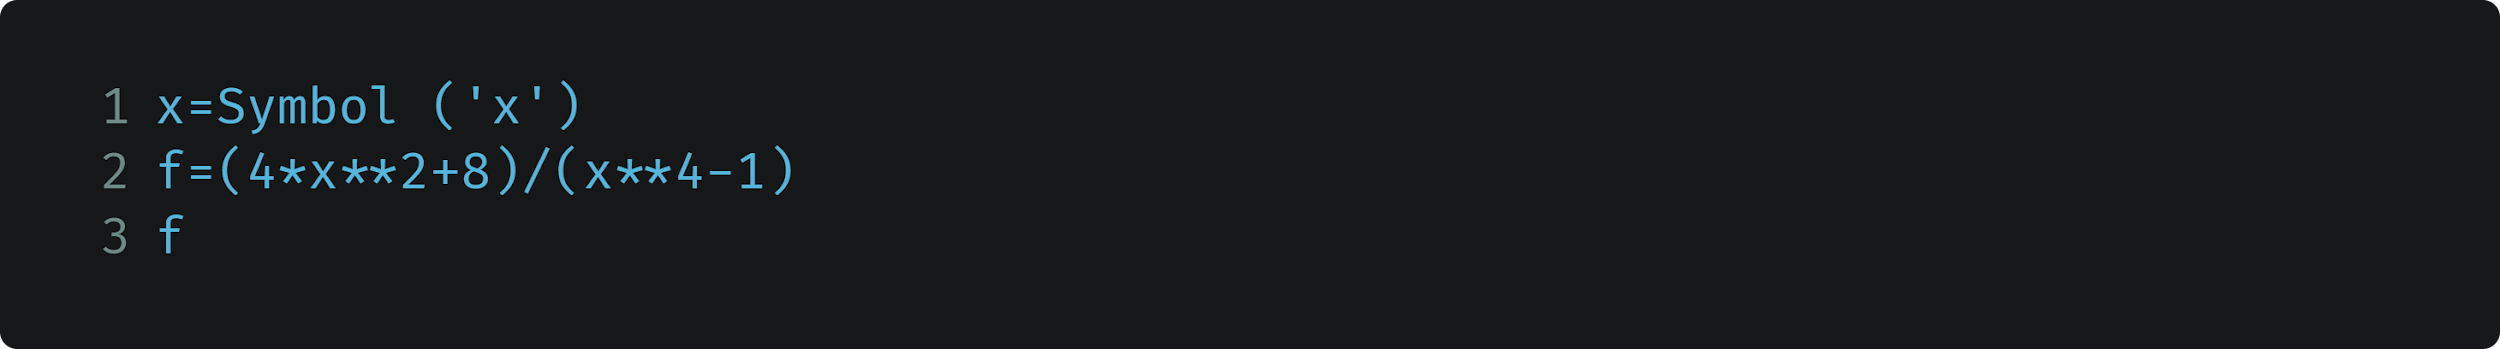 1 x=Symbol ('x')
2 f=(4*x**2+8)/(x**4-1)
3 f